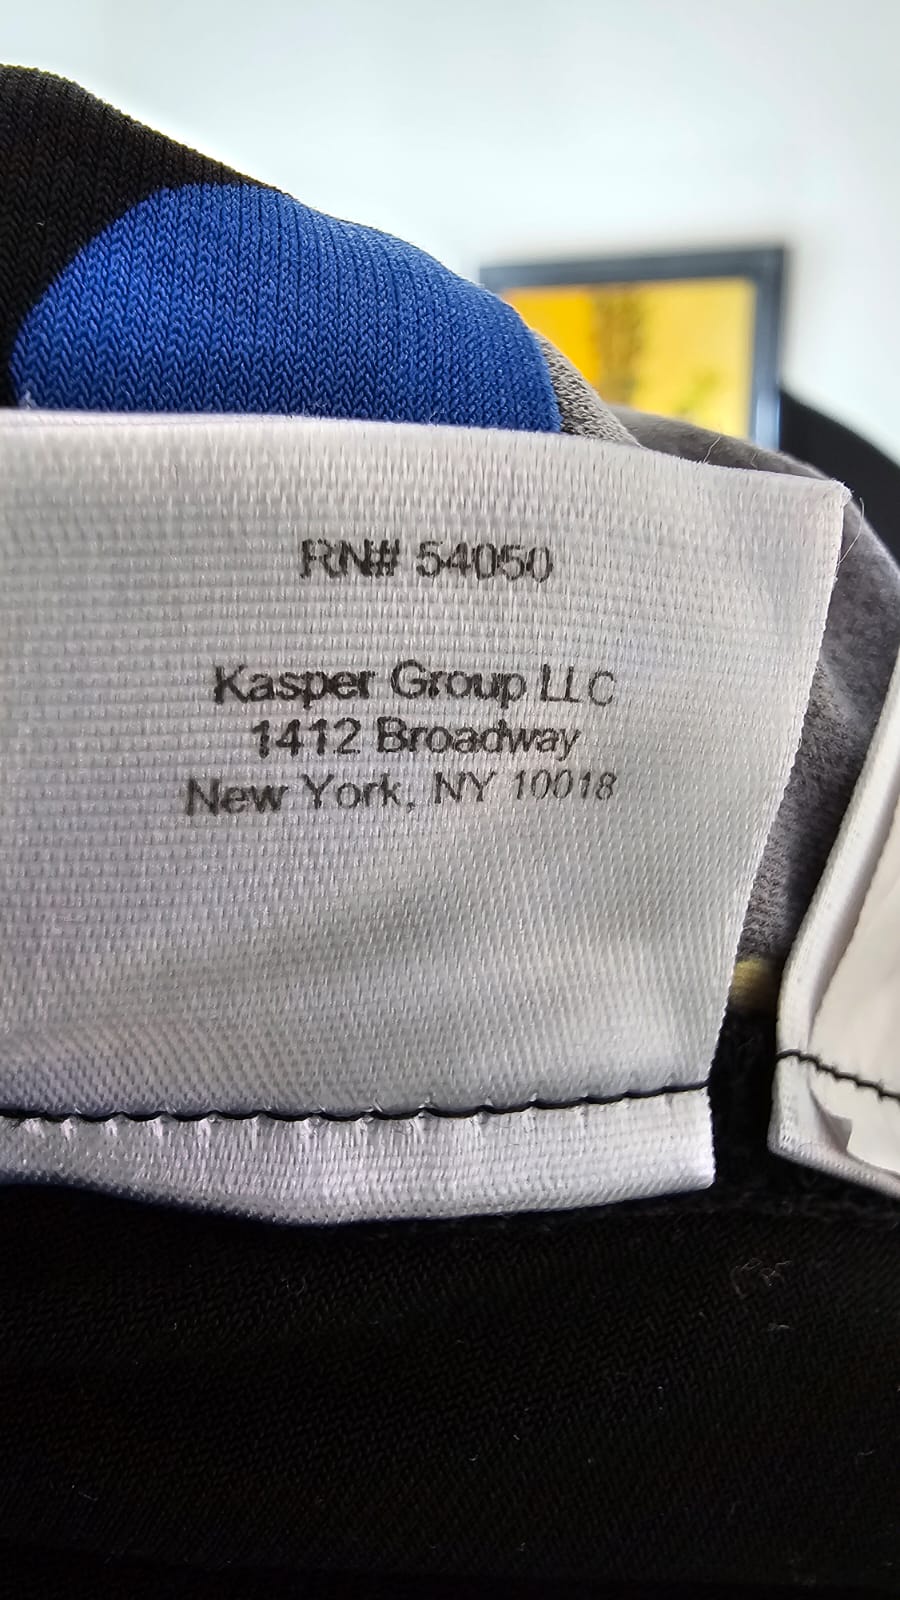 RN# 54050
Kasper Group LLC
1412 Broadway
New York, NY 10018